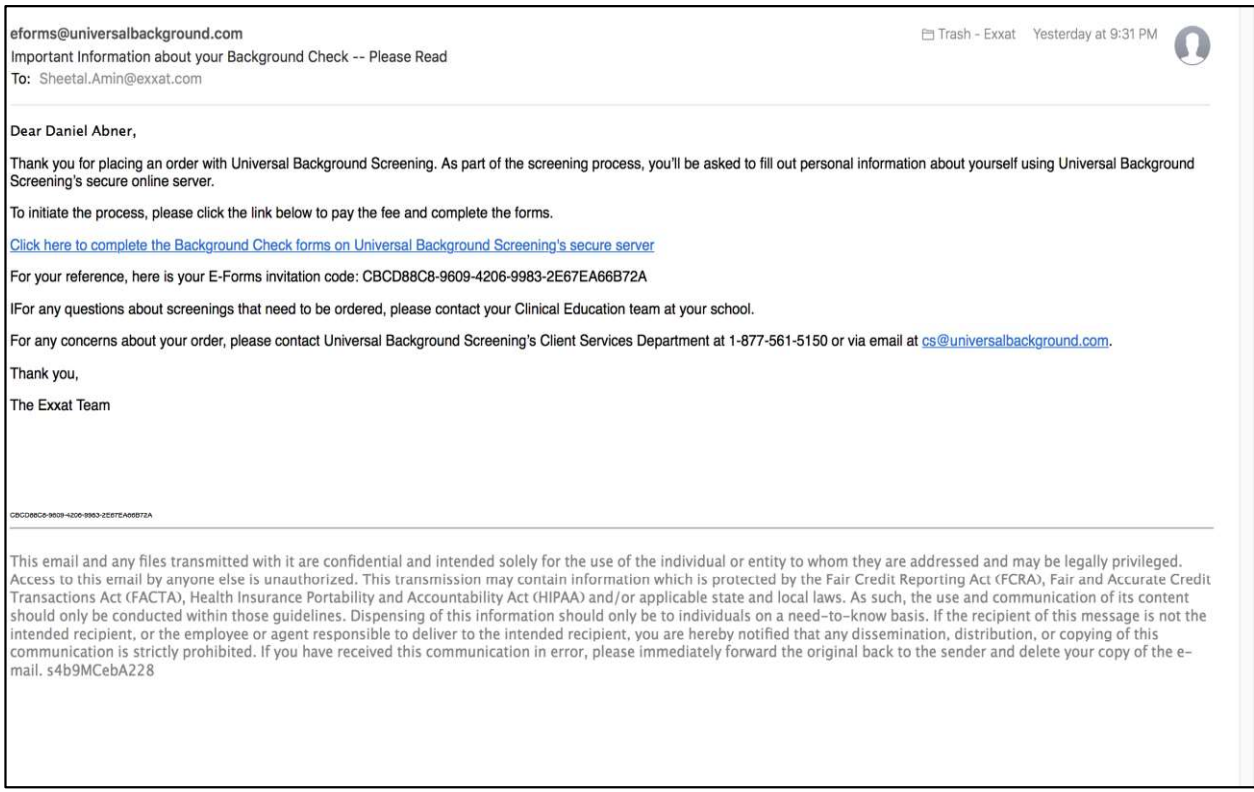 eforms@universalbackground.com
Trash - Exxat Yesterday at 9:31 PM
Important Information about your Background Check -- Please Read
To: Sheetal.Amin@exxat.com
Dear Daniel Abner,
Thank you for placing an order with Universal Background Screening. As part of the screening process, you'll be asked to fill out personal information about yourself using Universal Background
Screening's secure online server.
To initiate the process, please click the link below to pay the fee and complete the forms.
Click here to complete the Background Check forms on Universal Background Screening's secure server
For your reference, here is your E-Forms invitation code: CBCD88C8-9609-4206-9983-2E67EA66B72A
IFor any questions about screenings that need to be ordered, please contact your Clinical Education team at your school.
For any concerns about your order, please contact Universal Background Screening's Client Services Department at 1-877-561-5150 or via email at cs@universalbackground.com.
Thank you,
The Exxat Team
CBCD88C8-9609-4206-9983-2E67EA66B72A
This email and any files transmitted with it are confidential and intended solely for the use of the individual or entity to whom they are addressed and may be legally privileged.
Access to this email by anyone else is unauthorized. This transmission may contain information which is protected by the Fair Credit Reporting Act (FCRA), Fair and Accurate Credit
Transactions Act (FACTA), Health Insurance Portability and Accountability Act (HIPAA) and/or applicable state and local laws. As such, the use and communication of its content
should only be conducted within those guidelines. Dispensing of this information should only be to individuals on a need-to-know basis. If the recipient of this message is not the
intended recipient, or the employee or agent responsible to deliver to the intended recipient, you are hereby notified that any dissemination, distribution, or copying of this
communication is strictly prohibited. If you have received this communication in error, please immediately forward the original back to the sender and delete your copy of the e-
mail. s4b9MCebA228